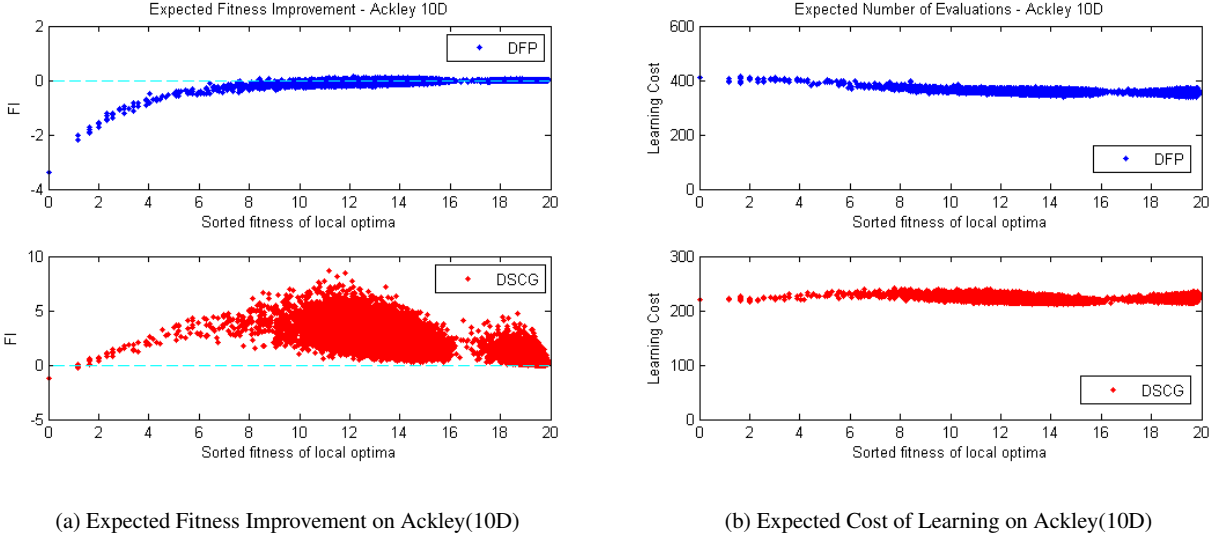 Expected Fitness Improvement - Ackley 10D
2
0
-2
-4
FI
DFP
0 2 4 6 8 10 12 14 16 18 20
Sorted fitness of local optima
10
5
0
-5
FI
DSCG
0 2 4 6 8 10 12 14 16 18 20
Sorted fitness of local optima
(a) Expected Fitness Improvement on Ackley(10D)
Expected Number of Evaluations - Ackley 10D
600
400
200
0
Learning Cost
DFP
0 2 4 6 8 10 12 14 16 18 20
Sorted fitness of local optima
300
200
100
0
Learning Cost
DSCG
0 2 4 6 8 10 12 14 16 18 20
Sorted fitness of local optima
(b) Expected Cost of Learning on Ackley(10D)